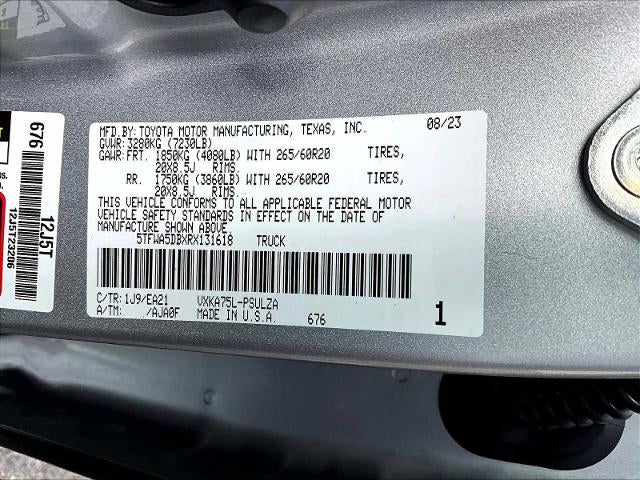 MFD.BY: TOYOTA MOTOR MANUFACTURING, TEXAS, INC. 08/23
GVWR: 3280KG (7230LB)
GAWR: FRT. 1850KG (4080LB) WITH 265/60R20 TIRES,
20X8.5J RIMS.
RR. 1750KG (3860LB) WITH 265/60R20 TIRES,
20X8.5J RIMS.
THIS VEHICLE CONFORMS TO ALL APPLICABLE FEDERAL MOTOR
VEHICLE SAFETY STANDARDS IN EFFECT ON THE DATE OF
MANUFACTURE SHOWN ABOVE.
5TFWA5DBXRX131618 TRUCK
C/TR: 1J9/EA21 VXKA75L-PSULZA
A/TM: /AJA0F MADE IN U.S.A. 676 1
676
12J5T
12J5T23206